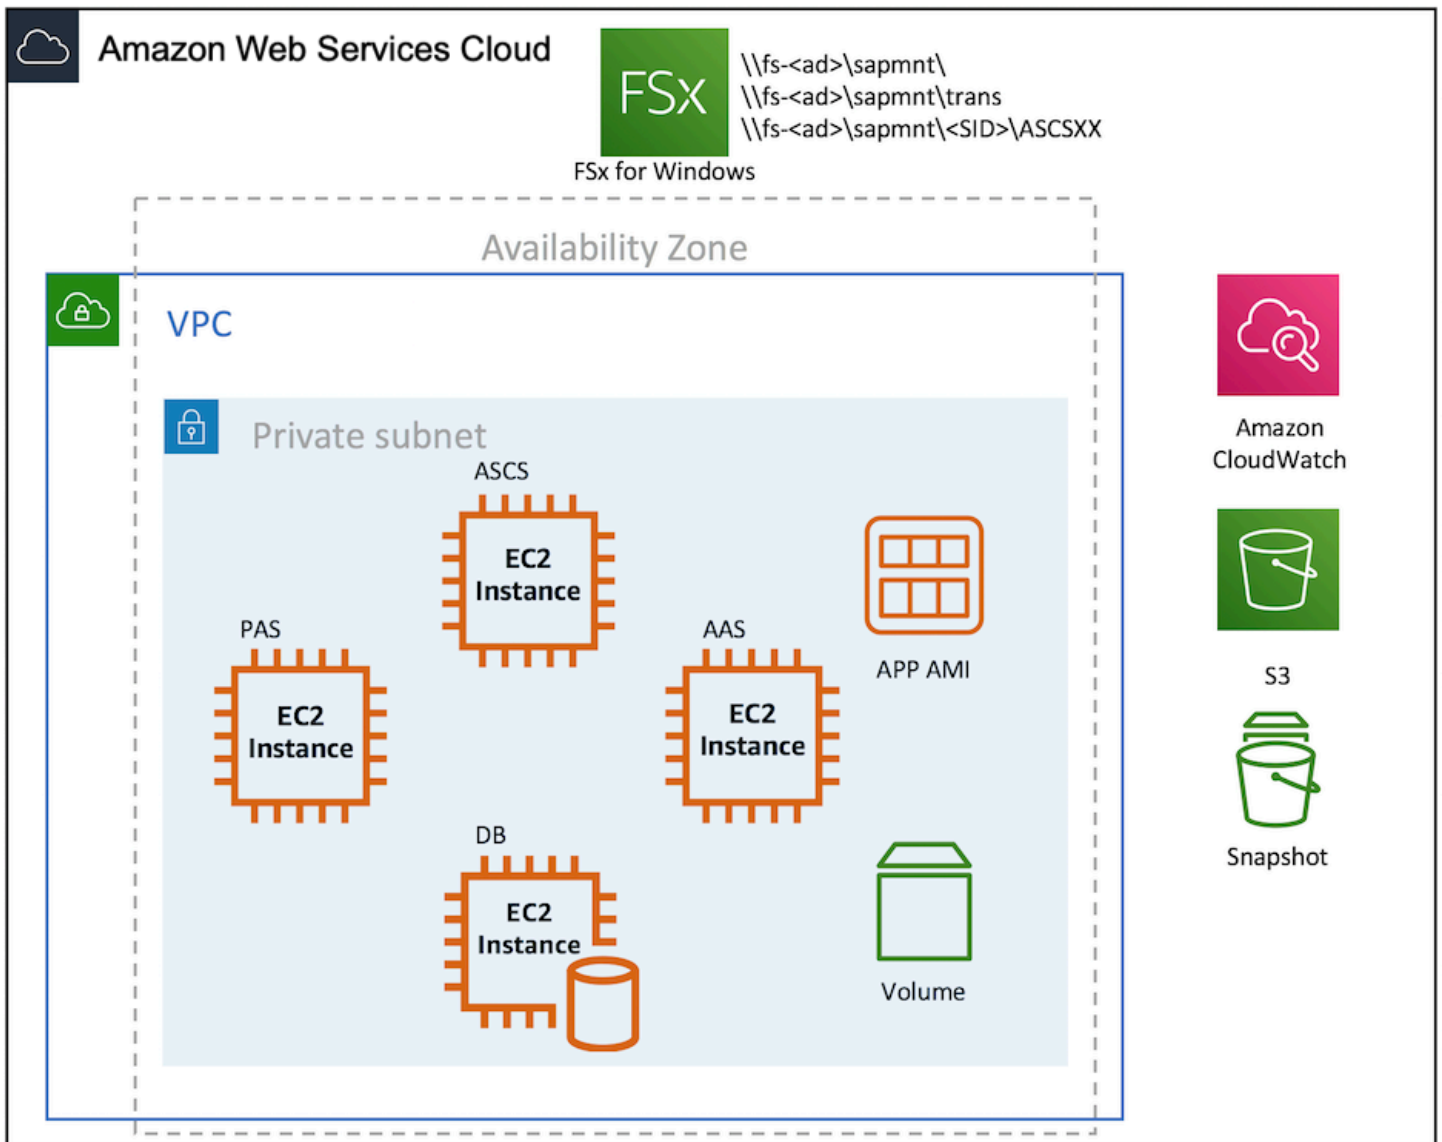 Amazon Web Services Cloud
FSx
\\fs-<ad>\sapmnt\
\\fs-<ad>\sapmnt\trans
\\fs-<ad>\sapmnt\<SID>\ASCSXX
FSx for Windows
Availability Zone
VPC
Private subnet
ASCS
EC2
Instance
PAS
EC2
Instance
AAS
EC2
Instance
APP AMI
DB
EC2
Instance
Volume
Amazon
CloudWatch
S3
Snapshot